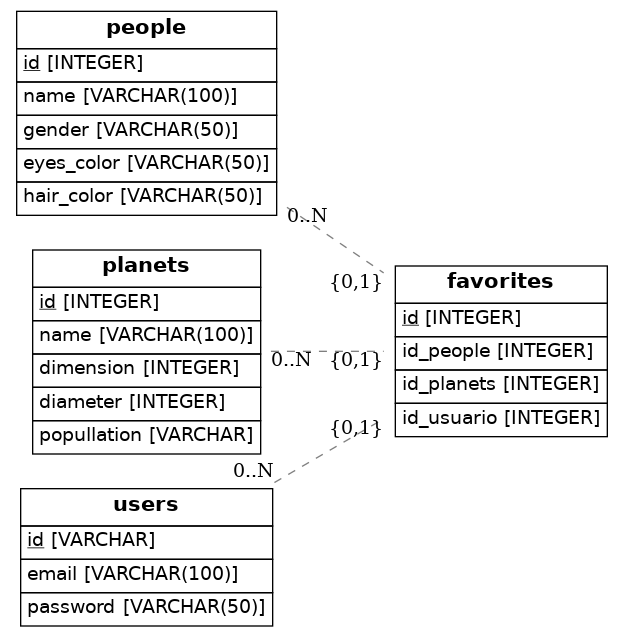 people
id [INTEGER]
name [VARCHAR(100)]
gender [VARCHAR(50)]
eyes_color [VARCHAR(50)]
hair_color [VARCHAR(50)]
0..N
{0,1}
planets
id [INTEGER]
name [VARCHAR(100)]
dimension [INTEGER]
diameter [INTEGER]
popullation [VARCHAR]
0..N
{0,1}
favorites
id [INTEGER]
id_people [INTEGER]
id_planets [INTEGER]
id_usuario [INTEGER]
{0,1}
0..N
users
id [VARCHAR]
email [VARCHAR(100)]
password [VARCHAR(50)]